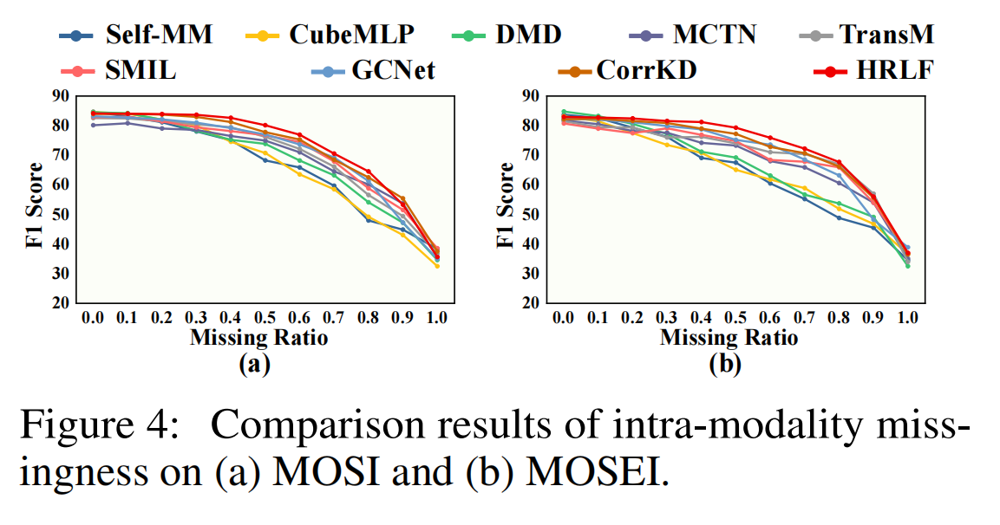 Self-MM CubeMLP DMD MCTN TransM
SMIL GCNet CorrKD HRLF
90
80
70
60
50
40
30
20
F1 Score
0.0 0.1 0.2 0.3 0.4 0.5 0.6 0.7 0.8 0.9 1.0
Missing Ratio
(a)
90
80
70
60
50
40
30
20
F1 Score
0.0 0.1 0.2 0.3 0.4 0.5 0.6 0.7 0.8 0.9 1.0
Missing Ratio
(b)
Figure 4: Comparison results of intra-modality miss-
ingness on (a) MOSI and (b) MOSEI.